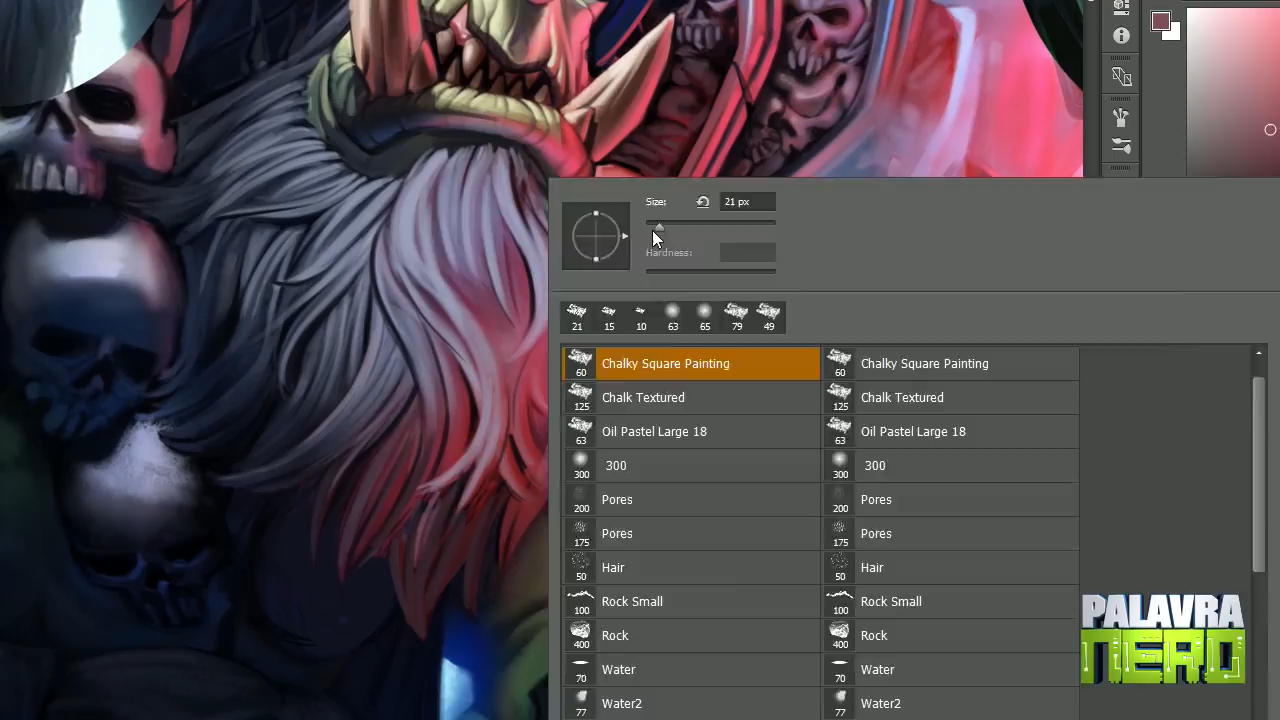 Size: 21 px
Hardness:
21 15 10 63 65 79 49
60 Chalky Square Painting 60 Chalky Square Painting
125 Chalk Textured 125 Chalk Textured
63 Oil Pastel Large 18 63 Oil Pastel Large 18
300 300 300 300
200 Pores 200 Pores
175 Pores 175 Pores
50 Hair 50 Hair
100 Rock Small 100 Rock Small
400 Rock 400 Rock
70 Water 70 Water
77 Water2 77 Water2
PALAVRA
NERD